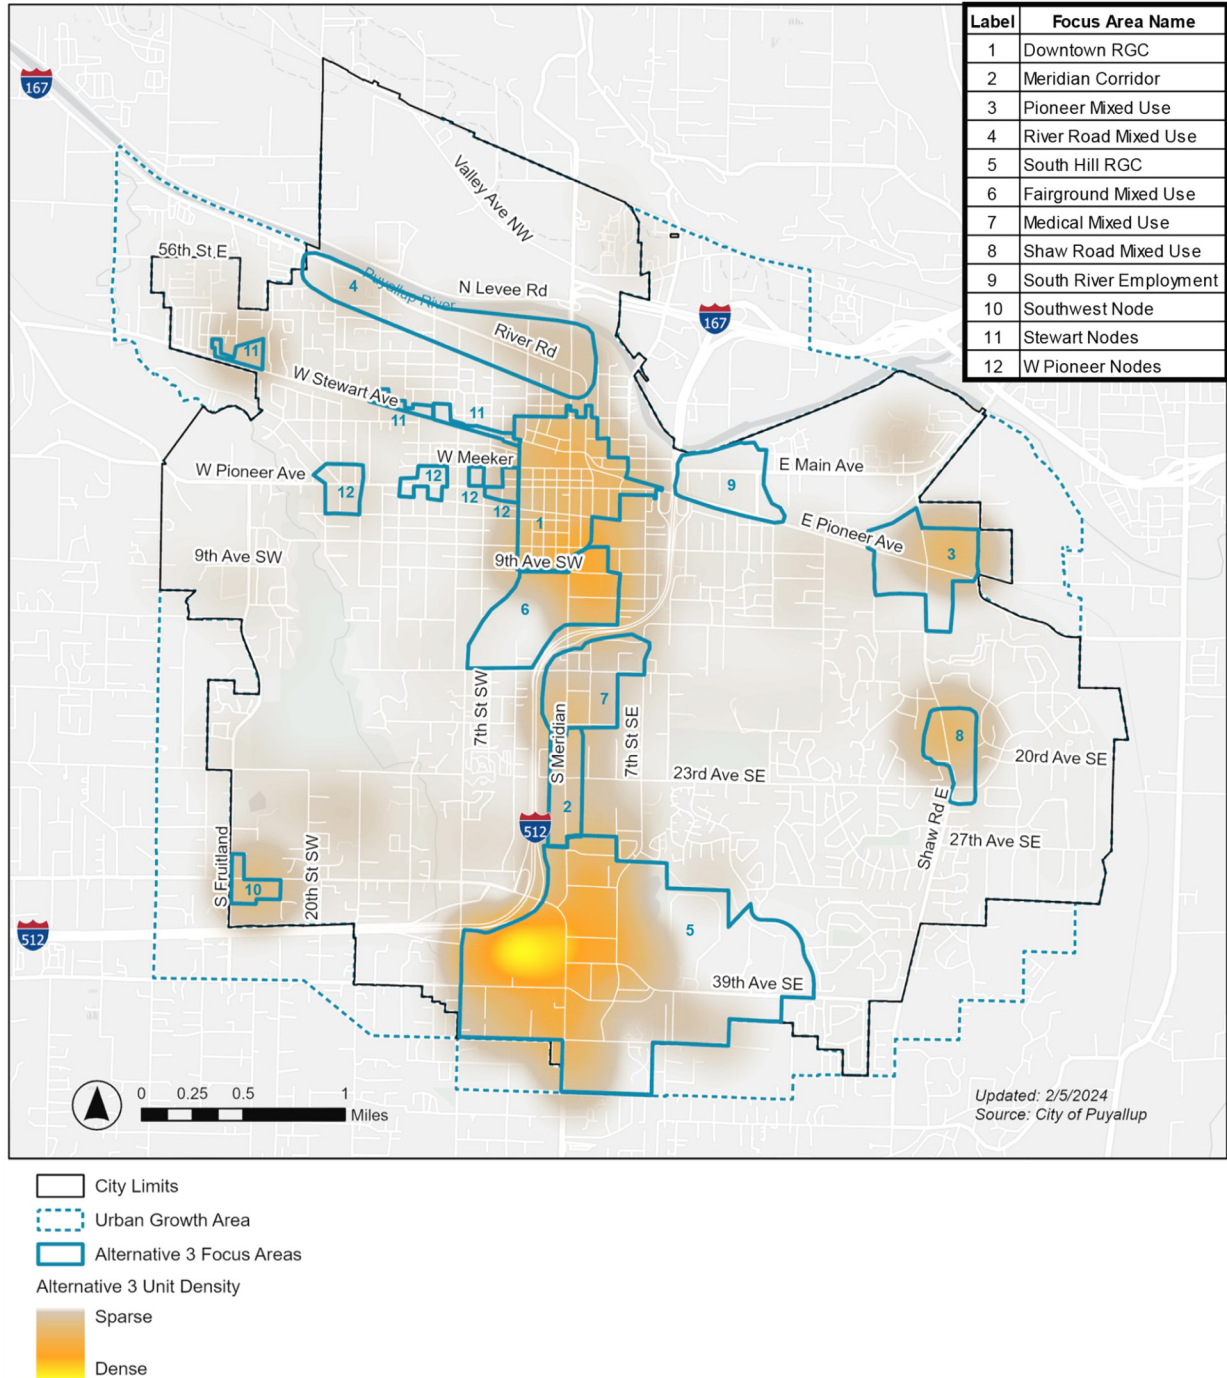 Label Focus Area Name
1 Downtown RGC
2 Meridian Corridor
3 Pioneer Mixed Use
4 River Road Mixed Use
5 South Hill RGC
6 Fairground Mixed Use
7 Medical Mixed Use
8 Shaw Road Mixed Use
9 South River Employment
10 Southwest Node
11 Stewart Nodes
12 W Pioneer Nodes
167
Valley Ave NW
56th St E
Puyallup River
4
N Levee Rd
167
River Rd
11
W Stewart Ave
11
11
W Meeker
E Main Ave
W Pioneer Ave
12
12
12
12
9
1
E Pioneer Ave
3
9th Ave SW
9th Ave SW
6
7th St SW
7
S Meridian
7th St SE
8
20rd Ave SE
23rd Ave SE
2
512
Shaw Rd E
27th Ave SE
S Fruitland
10
20th St SW
512
5
39th Ave SE
0 0.25 0.5 1
Miles
Updated: 2/5/2024
Source: City of Puyallup
City Limits
Urban Growth Area
Alternative 3 Focus Areas
Alternative 3 Unit Density
Sparse
Dense